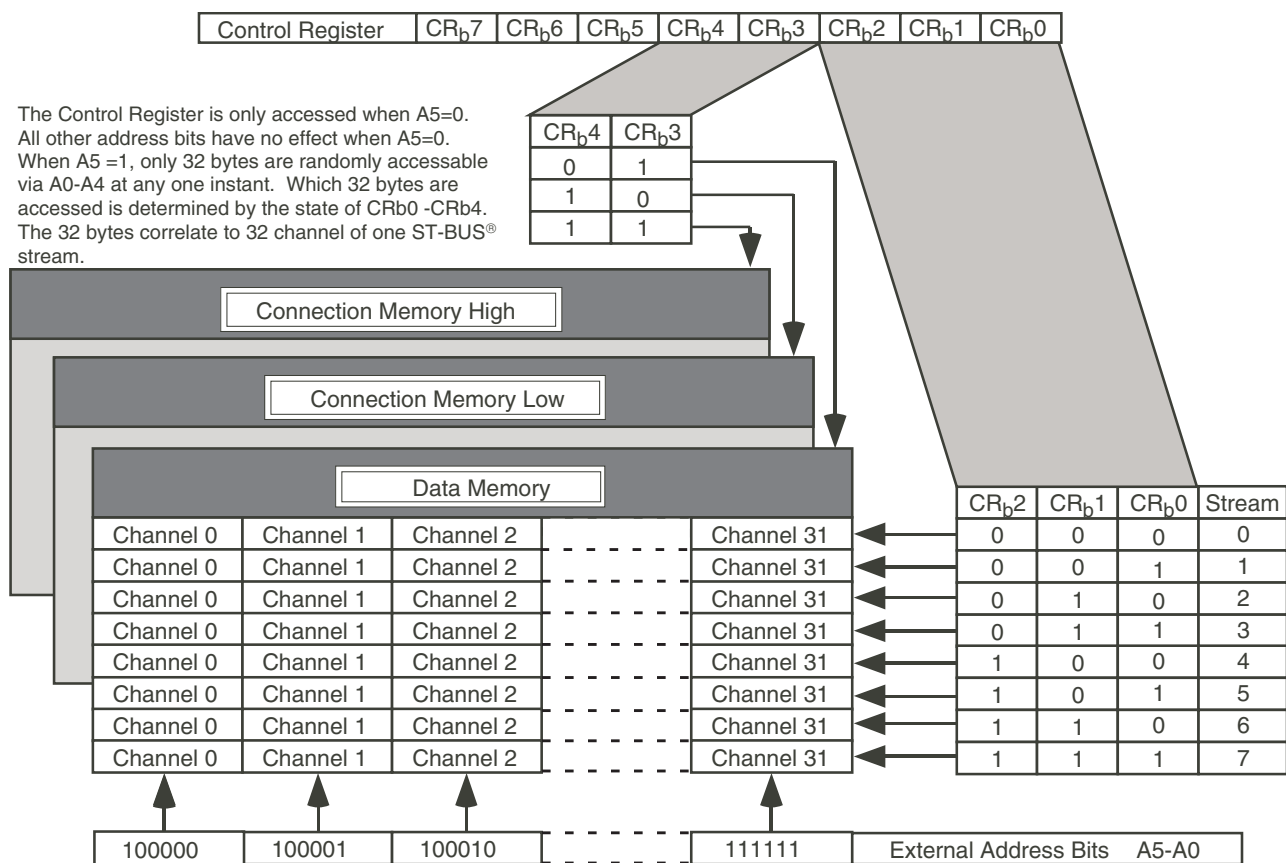 Control Register CRb7 CRb6 CRb5 CRb4 CRb3 CRb2 CRb1 CRb0
The Control Register is only accessed when A5=0.
All other address bits have no effect when A5=0.
When A5 =1, only 32 bytes are randomly accessable
via A0-A4 at any one instant. Which 32 bytes are
accessed is determined by the state of CRb0 -CRb4.
The 32 bytes correlate to 32 channel of one ST-BUS®
stream.
CRb4 CRb3
0 1
1 0
1 1
Connection Memory High
Connection Memory Low
Data Memory
CRb2 CRb1 CRb0 Stream
Channel 0 Channel 1 Channel 2 Channel 31 0 0 0 0
Channel 0 Channel 1 Channel 2 Channel 31 0 0 1 1
Channel 0 Channel 1 Channel 2 Channel 31 0 1 0 2
Channel 0 Channel 1 Channel 2 Channel 31 0 1 1 3
Channel 0 Channel 1 Channel 2 Channel 31 1 0 0 4
Channel 0 Channel 1 Channel 2 Channel 31 1 0 1 5
Channel 0 Channel 1 Channel 2 Channel 31 1 1 0 6
Channel 0 Channel 1 Channel 2 Channel 31 1 1 1 7
100000 100001 100010 111111 External Address Bits A5-A0